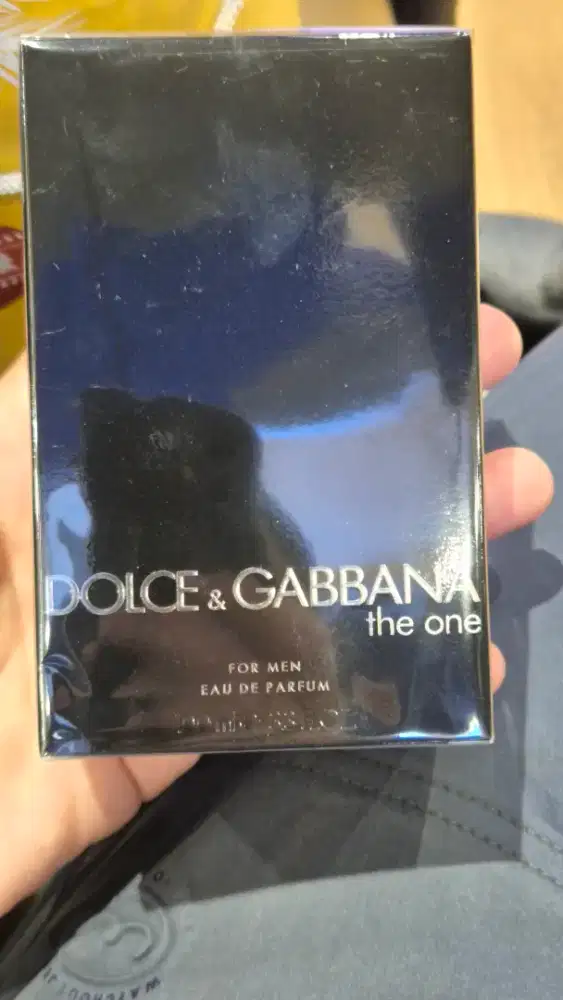 DOLCE & GABBANA
the one
FOR MEN
EAU DE PARFUM